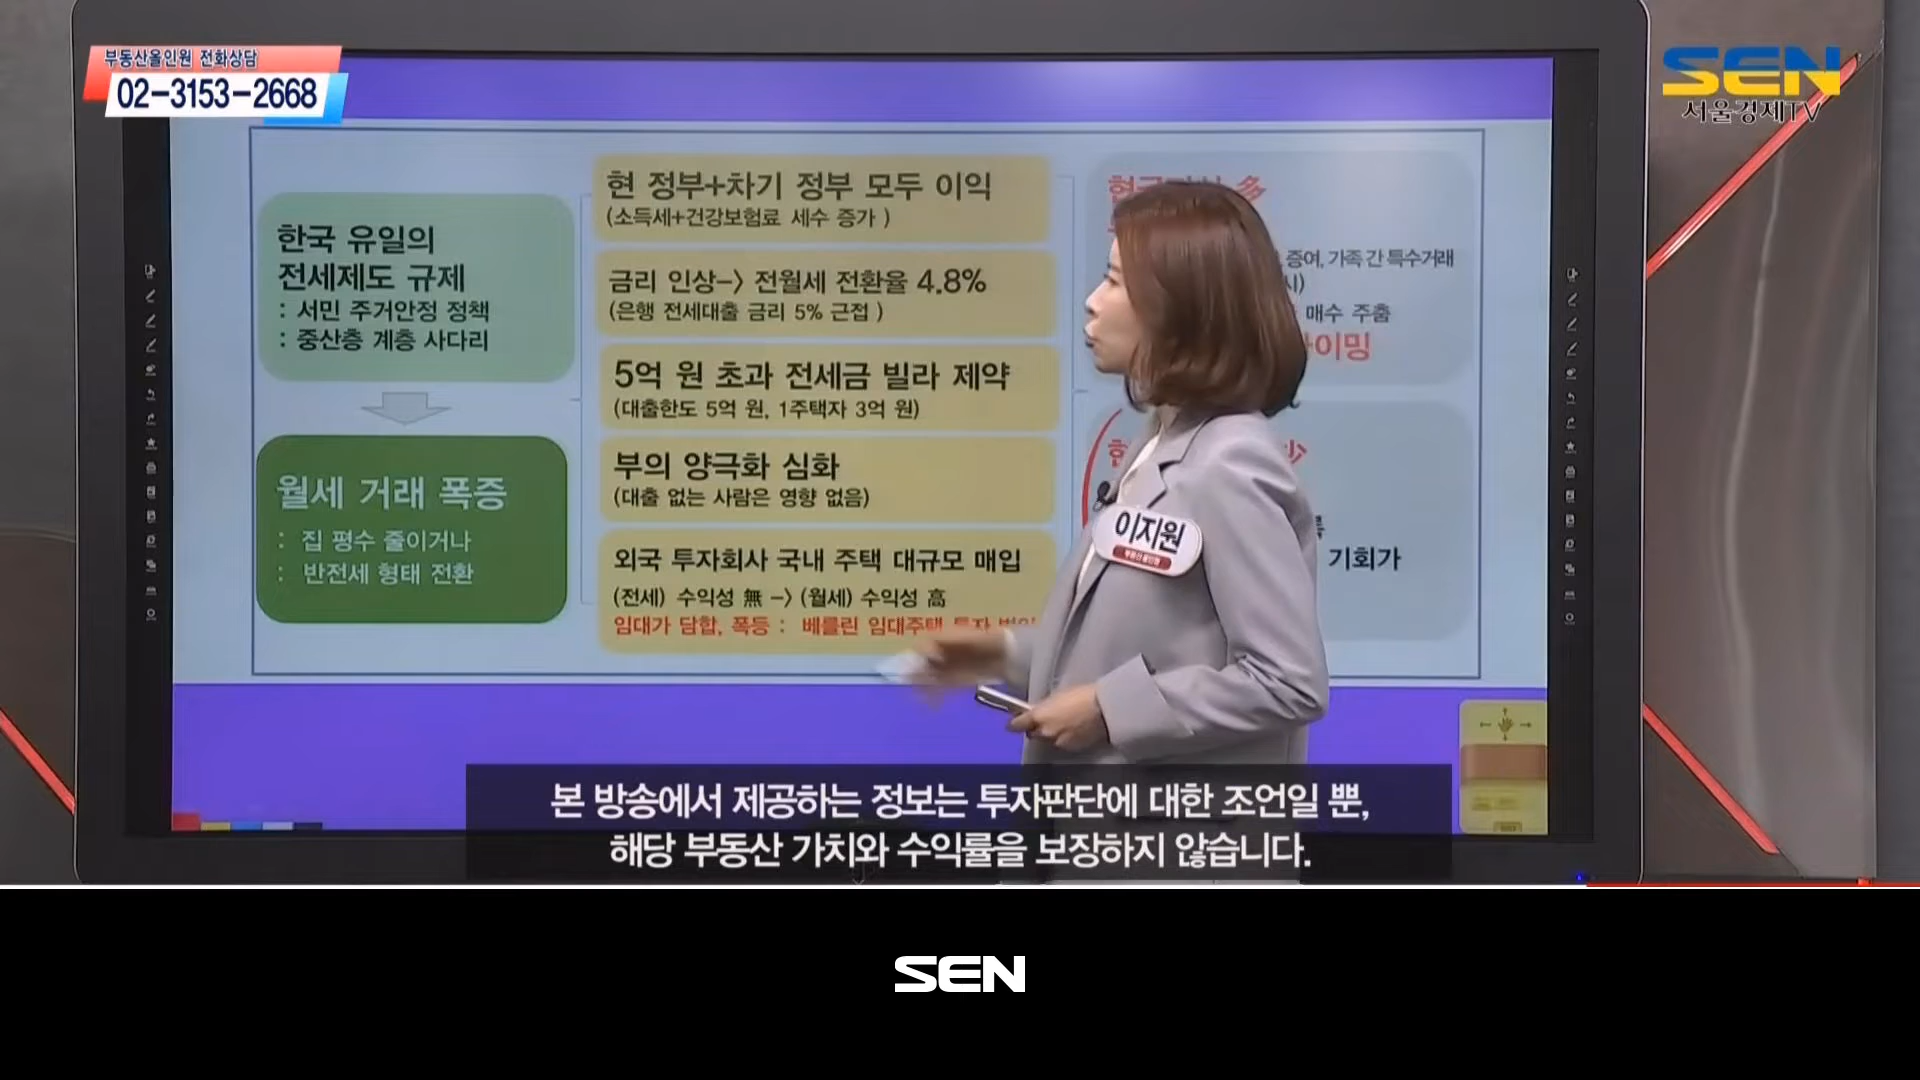 부동산올인원 전화상담
02-3153-2668
SEN
서울경제TV
한국 유일의
전세제도 규제
: 서민 주거안정 정책
: 중산층 계층 사다리
월세 거래 폭증
: 집 평수 줄이거나
: 반전세 형태 전환
현 정부+차기 정부 모두 이익
(소득세+건강보험료 세수 증가 )
금리 인상-> 전월세 전환율 4.8%
(은행 전세대출 금리 5% 근접 )
5억 원 초과 전세금 빌라 제약
(대출한도 5억 원, 1주택자 3억 원)
부의 양극화 심화
(대출 없는 사람은 영향 없음)
외국 투자회사 국내 주택 대규모 매입
(전세) 수익성 無 -> (월세) 수익성 高
임대가 담합, 폭등 : 베를린 임대주택 투자
多
증여, 가족 간 특수거래
매수 주춤
기회가
이지원
부동산올인원
본 방송에서 제공하는 정보는 투자판단에 대한 조언일 뿐,
해당 부동산 가치와 수익률을 보장하지 않습니다.
SEN